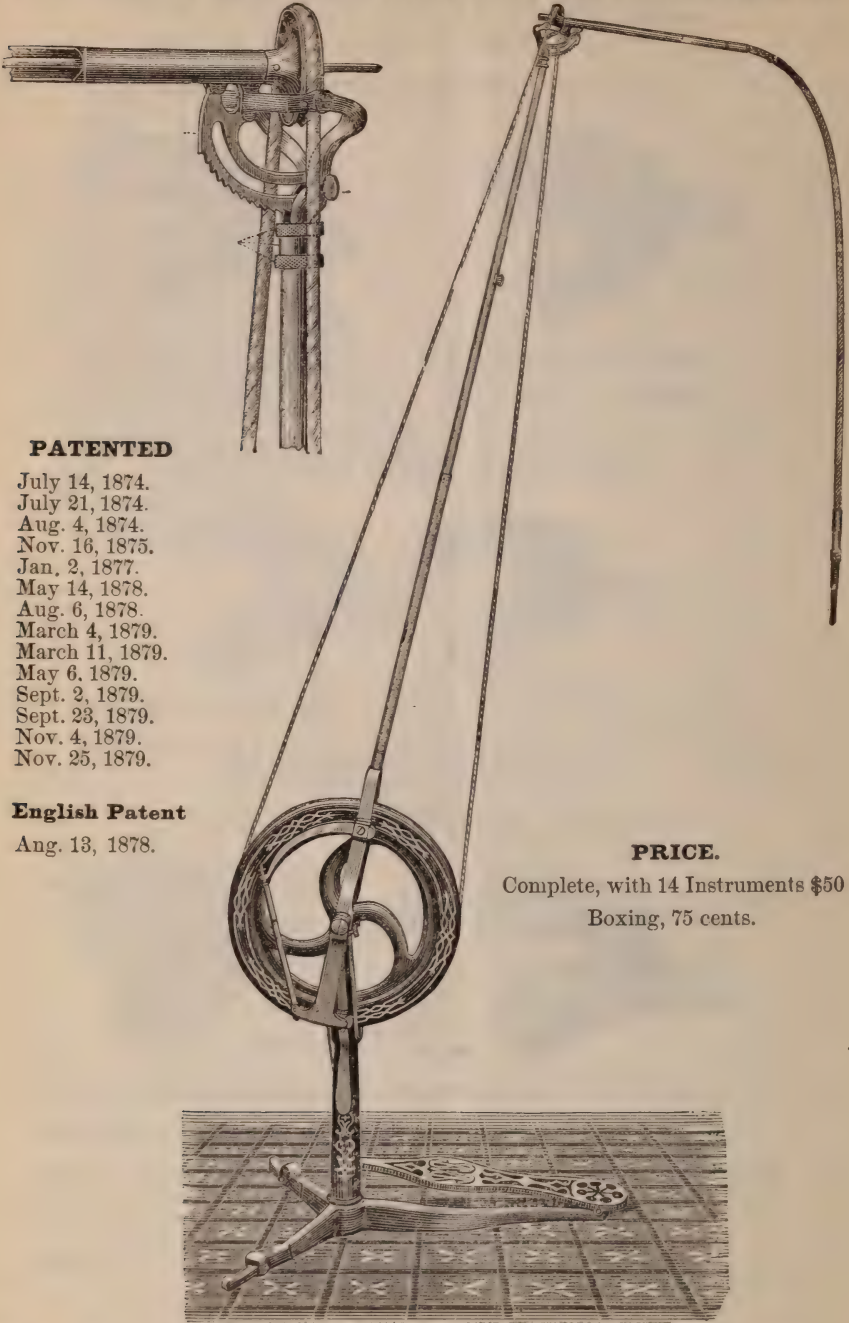 PATENTED
July 14, 1874.
July 21, 1874.
Aug. 4, 1874.
Nov. 16, 1875.
Jan. 2, 1877.
May 14, 1878.
Aug. 6, 1878.
March 4, 1879.
March 11, 1879.
May 6. 1879.
Sept. 2, 1879.
Sept. 23, 1879.
Nov. 4, 1879.
Nov. 25, 1879.
English Patent
Aug. 13, 1878.
PRICE.
Complete, with 14 Instruments $50
Boxing, 75 cents.